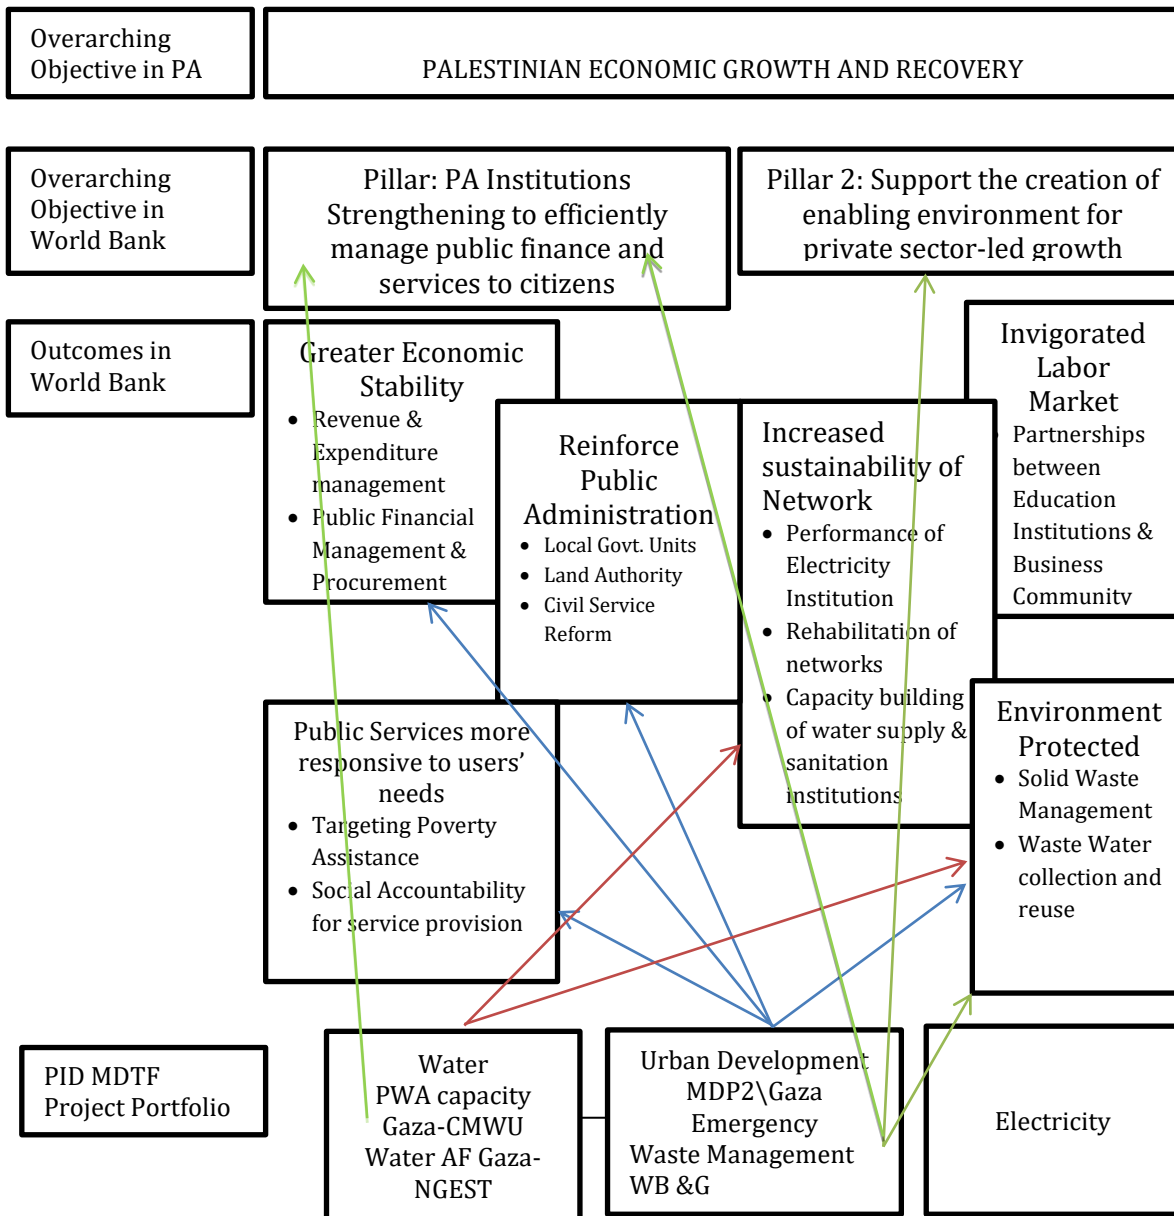 Overarching
Objective in PA
PALESTINIAN ECONOMIC GROWTH AND RECOVERY
Overarching
Objective in
World Bank
Pillar: PA Institutions
Strengthening to efficiently
manage public finance and
services to citizens
Pillar 2: Support the creation of
enabling environment for
private sector-led growth
Outcomes in
World Bank
Greater Economic
Stability
• Revenue &
Expenditure
management
• Public Financial
Management &
Procurement
Reinforce
Public
Administration
• Local Govt. Units
• Land Authority
• Civil Service
Reform
Increased
sustainability of
Network
• Performance of
Electricity
Institution
• Rehabilitation of
networks
• Capacity building
of water supply &
sanitation
institutions
Invigorated
Labor
Market
• Partnerships
between
Education
Institutions &
Business
Community
Public Services more
responsive to users'
needs
• Targeting Poverty
Assistance
• Social Accountability
for service provision
Environment
Protected
• Solid Waste
Management
• Waste Water
collection and
reuse
PID MDTF
Project Portfolio
Water
PWA capacity
Gaza-CMWU
Water AF Gaza-
NGEST
Urban Development
MDP2\Gaza
Emergency
Waste Management
WB &G
Electricity